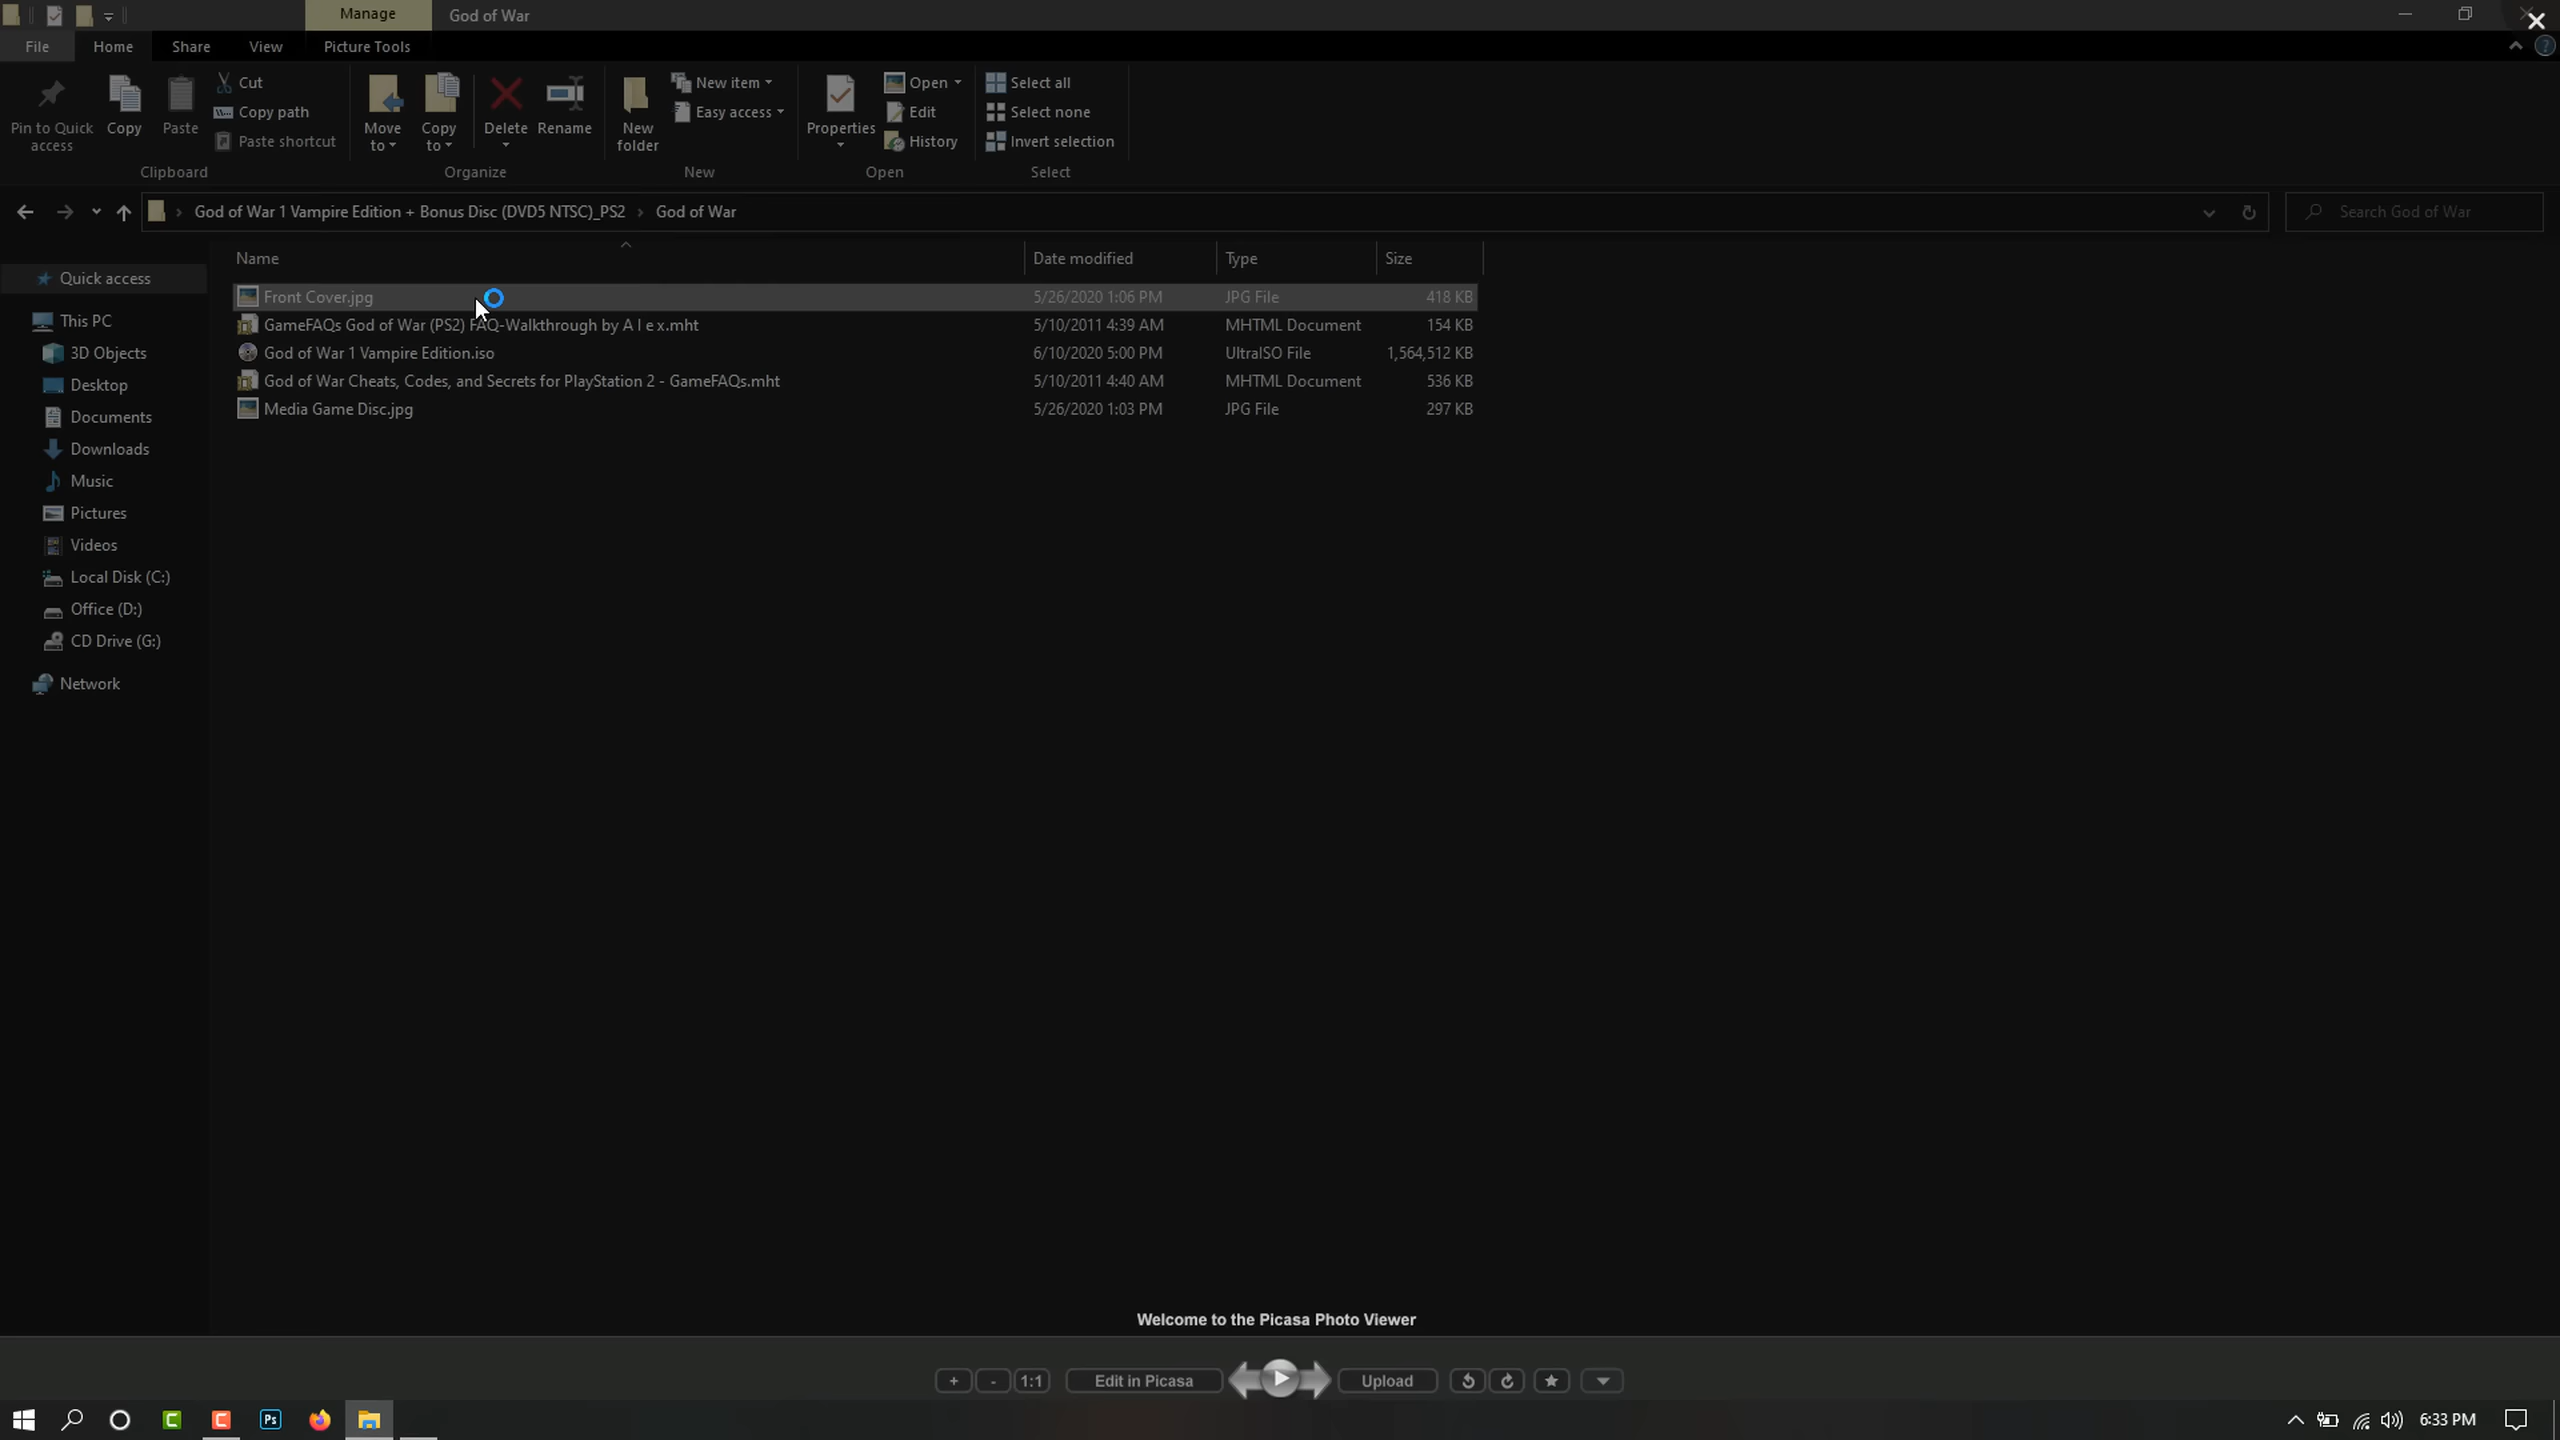 Manage
God of War
File
Home
Share
View
Picture Tools
Pin to Quick access
Copy
Paste
Cut
Copy path
Paste shortcut
Clipboard
Move to
Copy to
Delete
Rename
Organize
New folder
New item
Easy access
New
Properties
Open
Edit
History
Open
Select all
Select none
Invert selection
Select
God of War 1 Vampire Edition + Bonus Disc (DVD5 NTSC)_PS2 › God of War
Search God of War
Name Date modified Type Size
Front Cover.jpg 5/26/2020 1:06 PM JPG File 418 KB
GameFAQs God of War (PS2) FAQ-Walkthrough by A l e x.mht 5/10/2011 4:39 AM MHTML Document 154 KB
God of War 1 Vampire Edition.iso 6/10/2020 5:00 PM UltraISO File 1,564,512 KB
God of War Cheats, Codes, and Secrets for PlayStation 2 - GameFAQs.mht 5/10/2011 4:40 AM MHTML Document 536 KB
Media Game Disc.jpg 5/26/2020 1:03 PM JPG File 297 KB
Quick access
This PC
3D Objects
Desktop
Documents
Downloads
Music
Pictures
Videos
Local Disk (C:)
Office (D:)
CD Drive (G:)
Network
Welcome to the Picasa Photo Viewer
+ - 1:1 Edit in Picasa Upload
Ps
6:33 PM